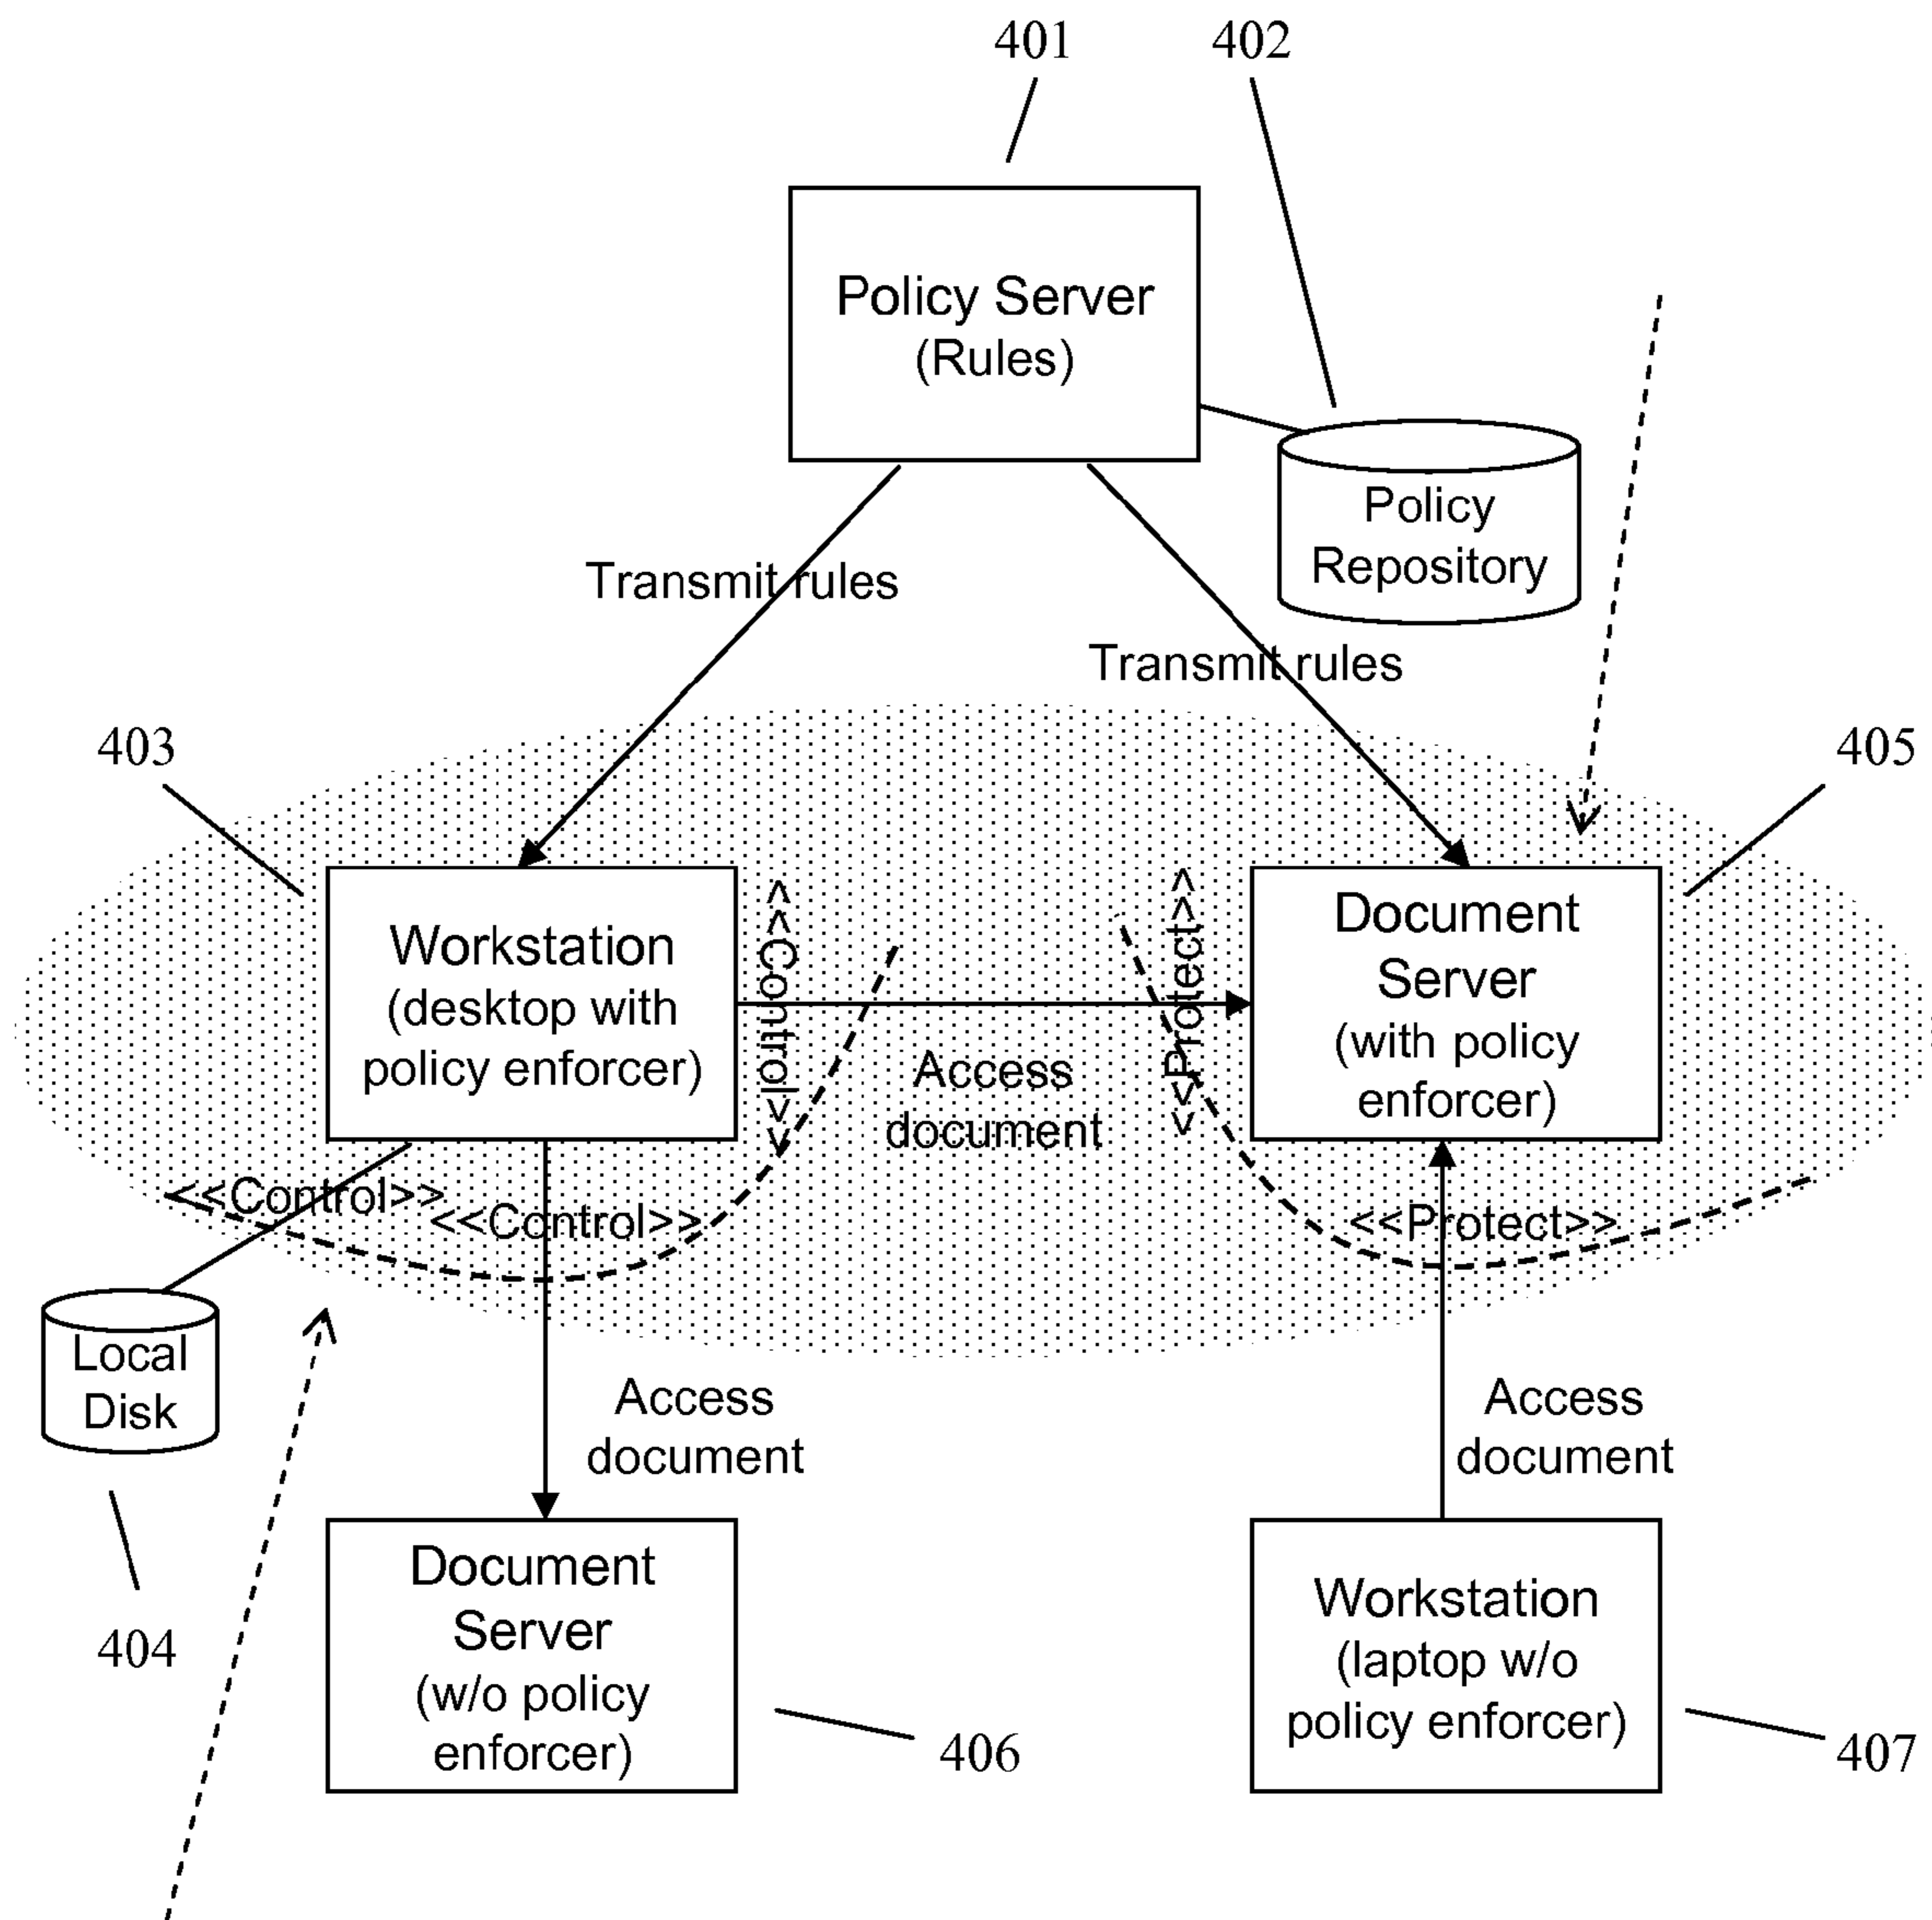 401
402
Policy Server
(Rules)
Policy
Repository
Transmit rules
Transmit rules
403
405
Workstation
(desktop with
policy enforcer)
<<Control>>
<<Protect>>
Document
Server
(with policy
enforcer)
Access
document
<<Control>>
<<Control>>
<<Protect>>
Local
Disk
Access
document
Access
document
404
Document
Server
(w/o policy
enforcer)
406
Workstation
(laptop w/o
policy enforcer)
407